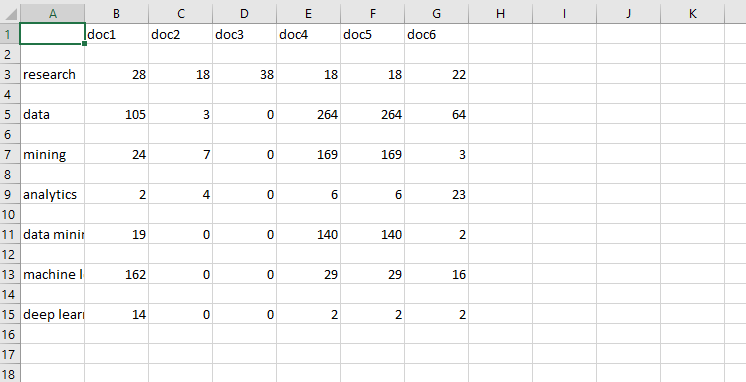 A B C D E F G H I J K
1 doc1 doc2 doc3 doc4 doc5 doc6
2
3 research 28 18 38 18 18 22
4
5 data 105 3 0 264 264 64
6
7 mining 24 7 0 169 169 3
8
9 analytics 2 4 0 6 6 23
10
11 data minin 19 0 0 140 140 2
12
13 machine l 162 0 0 29 29 16
14
15 deep learn 14 0 0 2 2 2
16
17
18